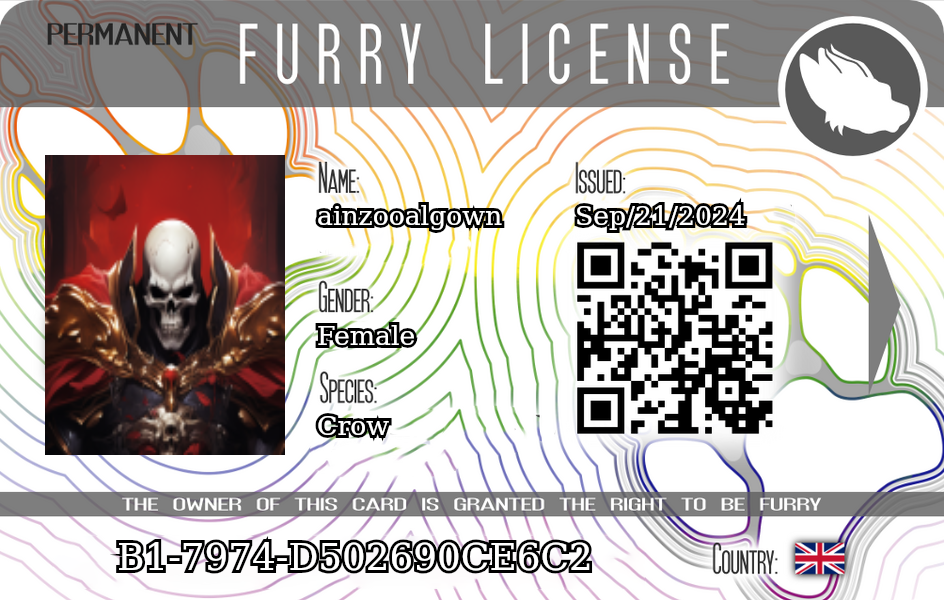 PERMANENT
FURRY LICENSE
NAME:
ainzooalgown
ISSUED:
Sep/21/2024
GENDER:
Female
SPECIES:
Crow
THE OWNER OF THIS CARD IS GRANTED THE RIGHT TO BE FURRY
B1-7974-D502690CE6C2
COUNTRY: